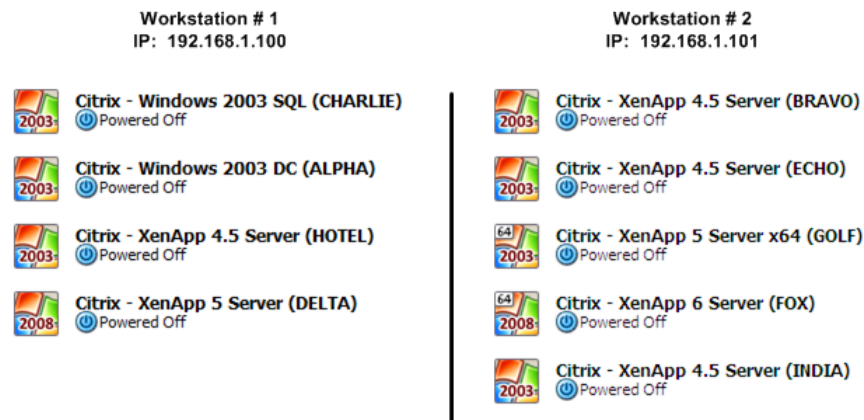 Workstation # 1
IP: 192.168.1.100
2003
Citrix - Windows 2003 SQL (CHARLIE)
Powered Off
2003
Citrix - Windows 2003 DC (ALPHA)
Powered Off
2003
Citrix - XenApp 4.5 Server (HOTEL)
Powered Off
2008
Citrix - XenApp 5 Server (DELTA)
Powered Off
Workstation # 2
IP: 192.168.1.101
2003
Citrix - XenApp 4.5 Server (BRAVO)
Powered Off
2003
Citrix - XenApp 4.5 Server (ECHO)
Powered Off
64
2003
Citrix - XenApp 5 Server x64 (GOLF)
Powered Off
64
2008
Citrix - XenApp 6 Server (FOX)
Powered Off
2003
Citrix - XenApp 4.5 Server (INDIA)
Powered Off